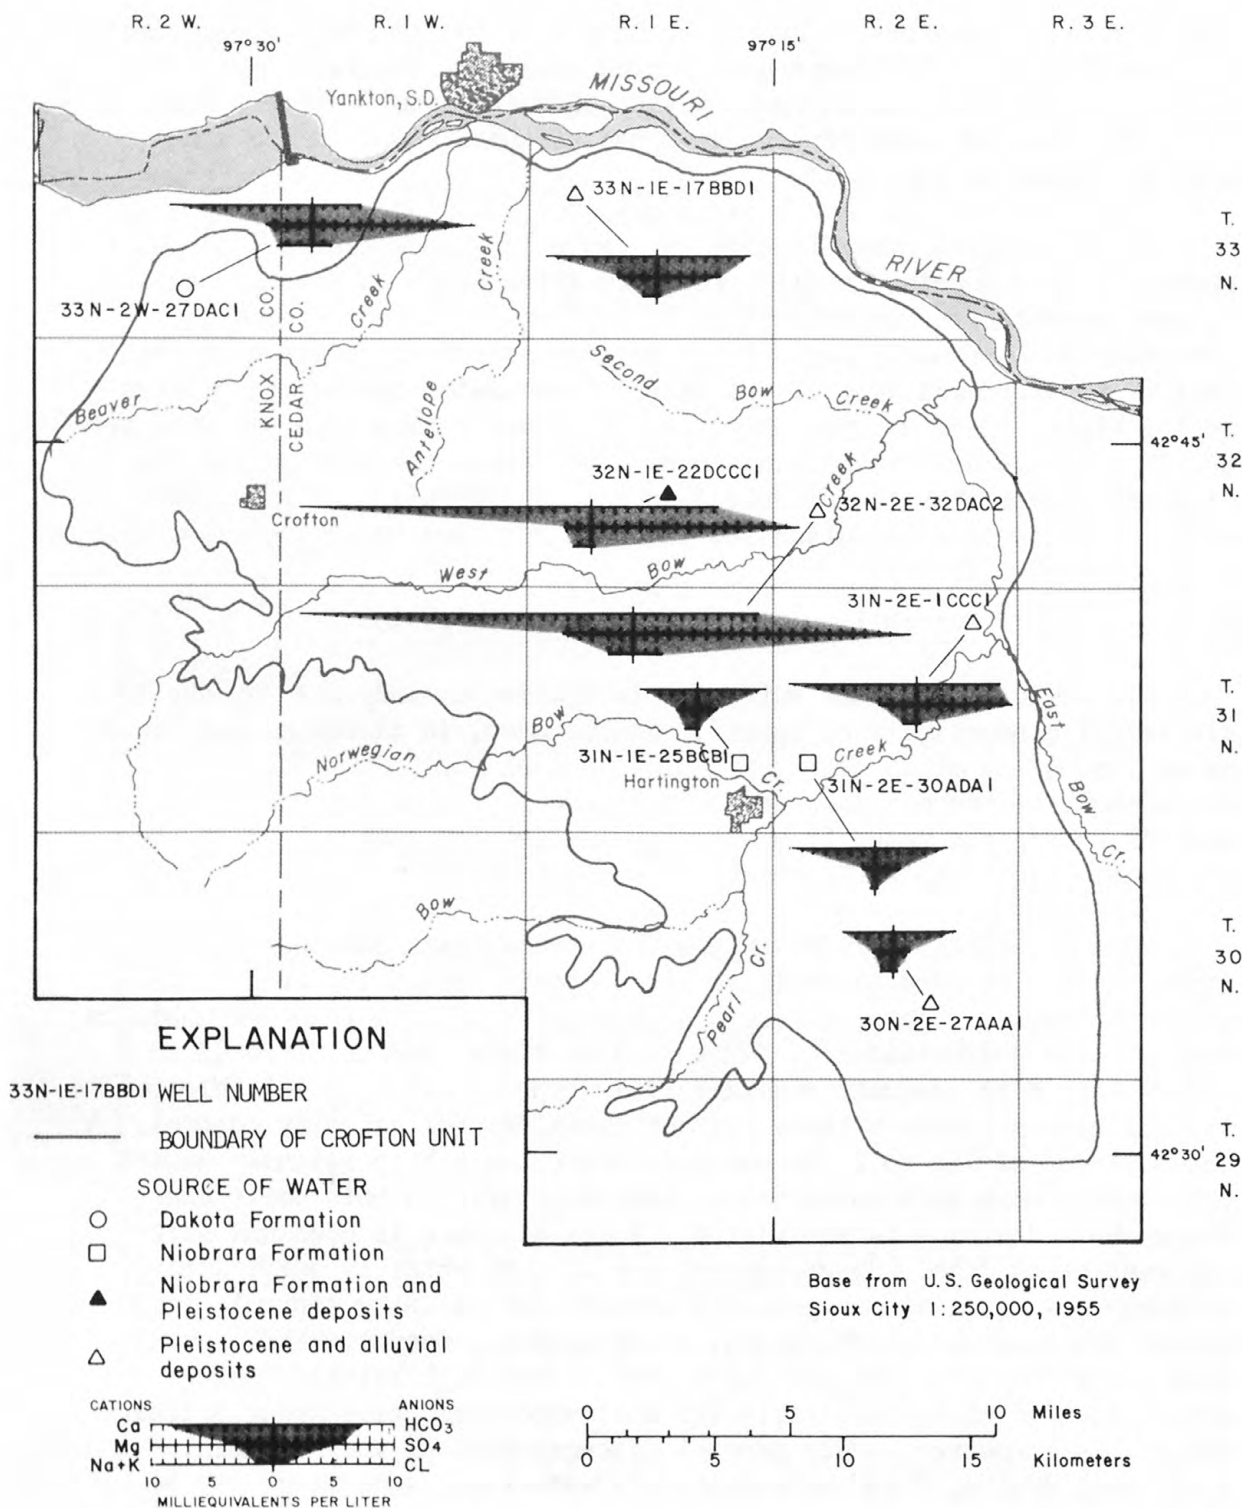 R. 2 W. R. 1 W. R. 1 E. R. 2 E. R. 3 E.
97°30' 97°15'
Yankton, S.D.
MISSOURI
33N-1E-17BBD1
T.
33
N.
RIVER
33N-2W-27DAC1
KNOX CO.
CEDAR CO.
Creek
Creek
Second
Bow
Creek
Beaver
Antelope
42°45'
T.
32
N.
32N-1E-22DCCC1
Creek
32N-2E-32DAC2
Crofton
West
Bow
31N-2E-1CCC1
T.
31
N.
Bow
East
Norwegian
31N-1E-25BCB1
Creek
31N-2E-30ADA1
Hartington
Cr.
Bow
Cr.
Bow
T.
30
N.
Cr.
Pearl
30N-2E-27AAA1
EXPLANATION
33N-1E-17BBD1 WELL NUMBER
BOUNDARY OF CROFTON UNIT
42°30'
T.
29
N.
SOURCE OF WATER
Dakota Formation
Niobrara Formation
Niobrara Formation and
Pleistocene deposits
Pleistocene and alluvial
deposits
Base from U.S. Geological Survey
Sioux City 1:250,000, 1955
CATIONS ANIONS
Ca HCO3
Mg SO4
Na+K CL
10 5 0 5 10
MILLIEQUIVALENTS PER LITER
0 5 10 Miles
0 5 10 15 Kilometers